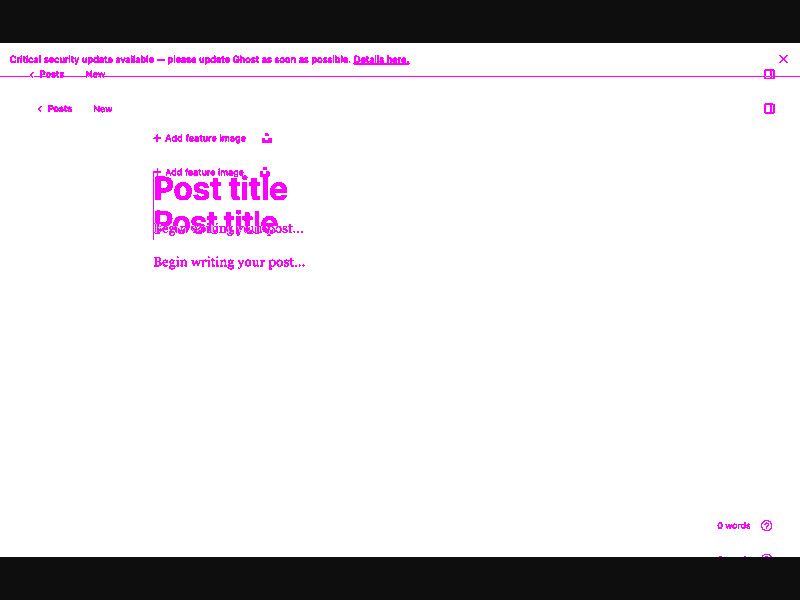 Critical security update available — please update Ghost as soon as possible. Details here.
Posts New
Posts New
+ Add feature image
+ Add feature image
Post title
Post title
Begin writing your post...
Begin writing your post...
0 words